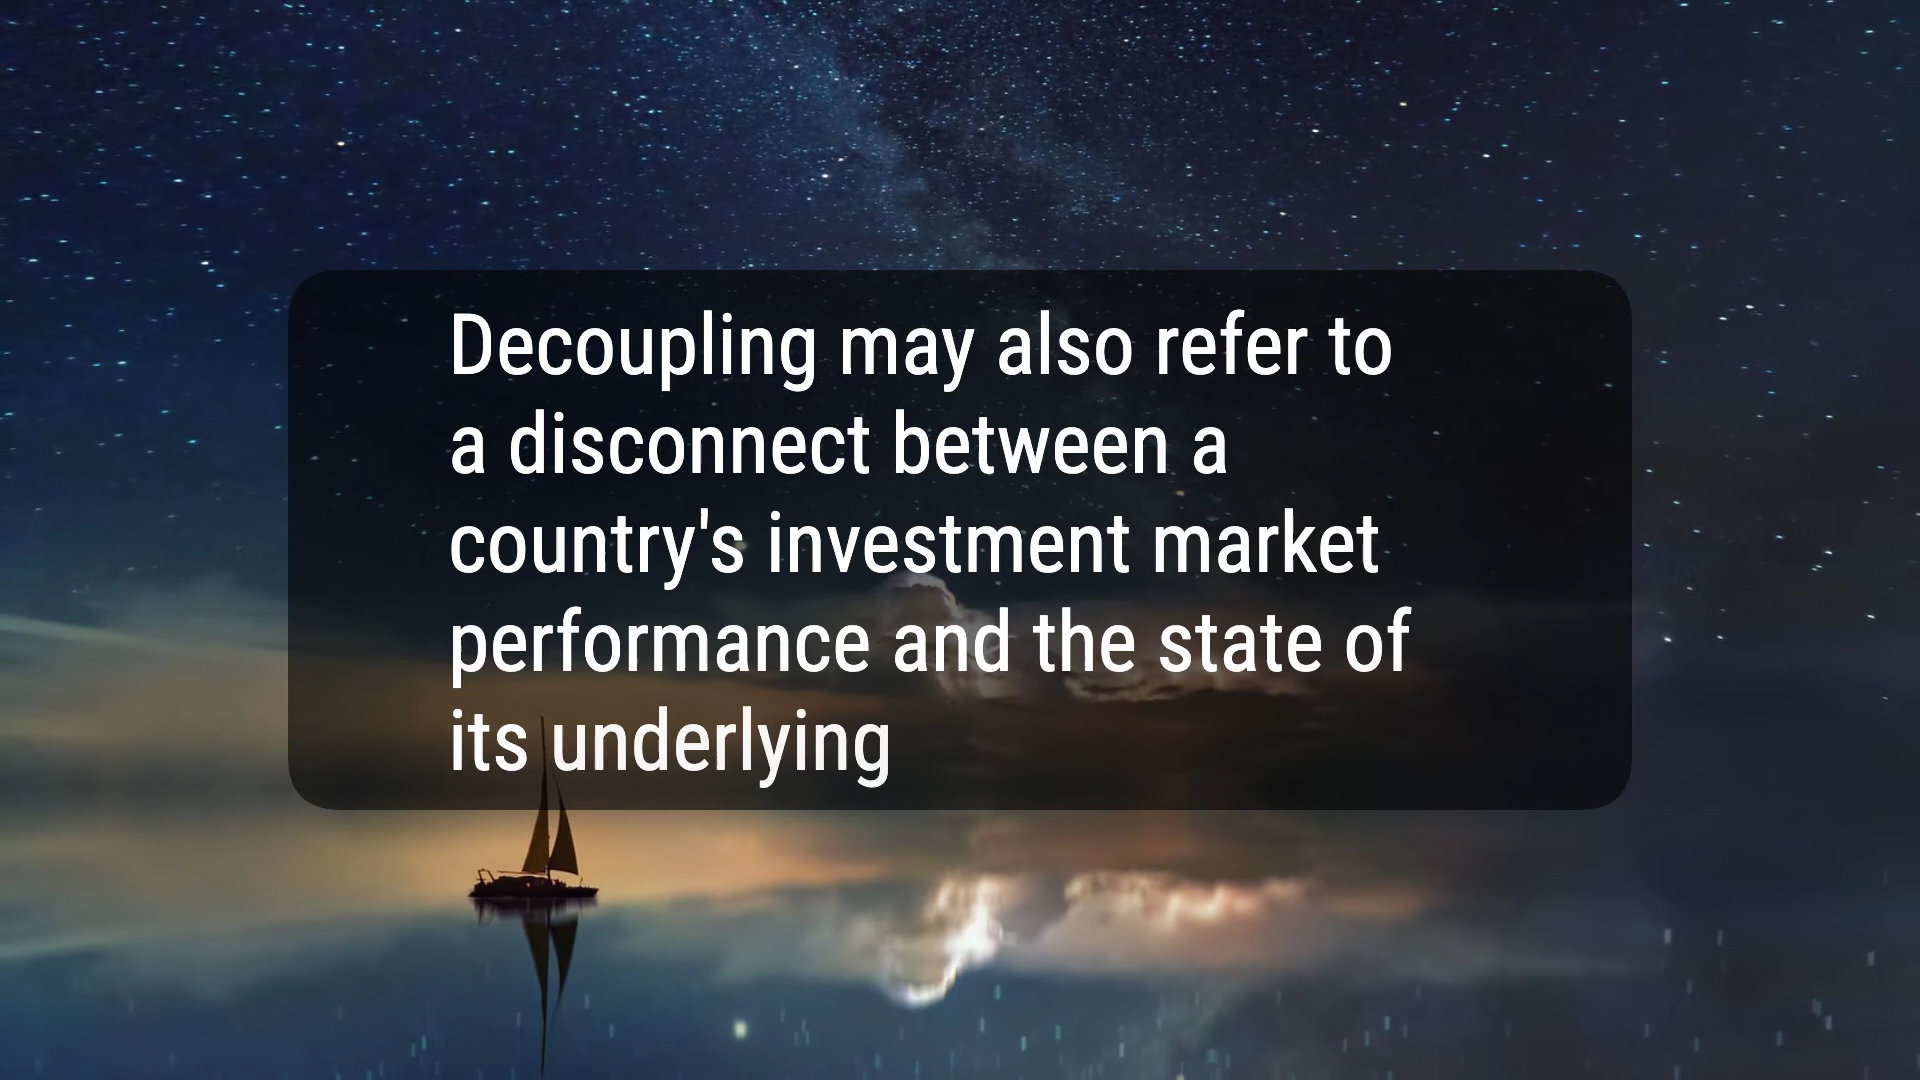 Decoupling may also refer to
a disconnect between a
country's investment market
performance and the state of
its underlying